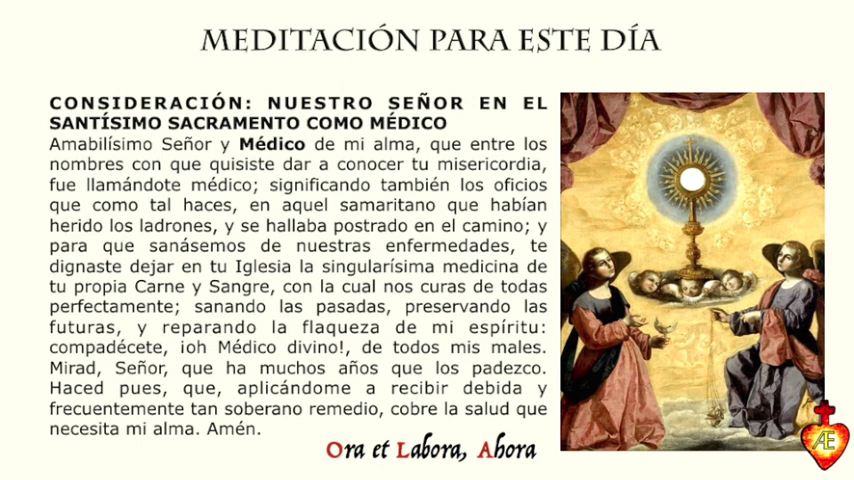 MEDITACIÓN PARA ESTE DÍA
CONSIDERACIÓN: NUESTRO SEÑOR EN EL
SANTÍSIMO SACRAMENTO COMO MÉDICO
Amabilísimo Señor y Médico de mi alma, que entre los
nombres con que quisiste dar a conocer tu misericordia,
fue llamándote médico; significando también los oficios
que como tal haces, en aquel samaritano que habían
herido los ladrones, y se hallaba postrado en el camino; y
para que sanásemos de nuestras enfermedades, te
dignaste dejar en tu Iglesia la singularísima medicina de
tu propia Carne y Sangre, con la cual nos curas de todas
perfectamente; sanando las pasadas, preservando las
futuras, y reparando la flaqueza de mi espíritu:
compadécete, ¡oh Médico divino!, de todos mis males.
Mirad, Señor, que ha muchos años que los padezco.
Haced pues, que, aplicándome a recibir debida y
frecuentemente tan soberano remedio, cobre la salud que
necesita mi alma. Amén.
Ora et Labora, Ahora
Æ